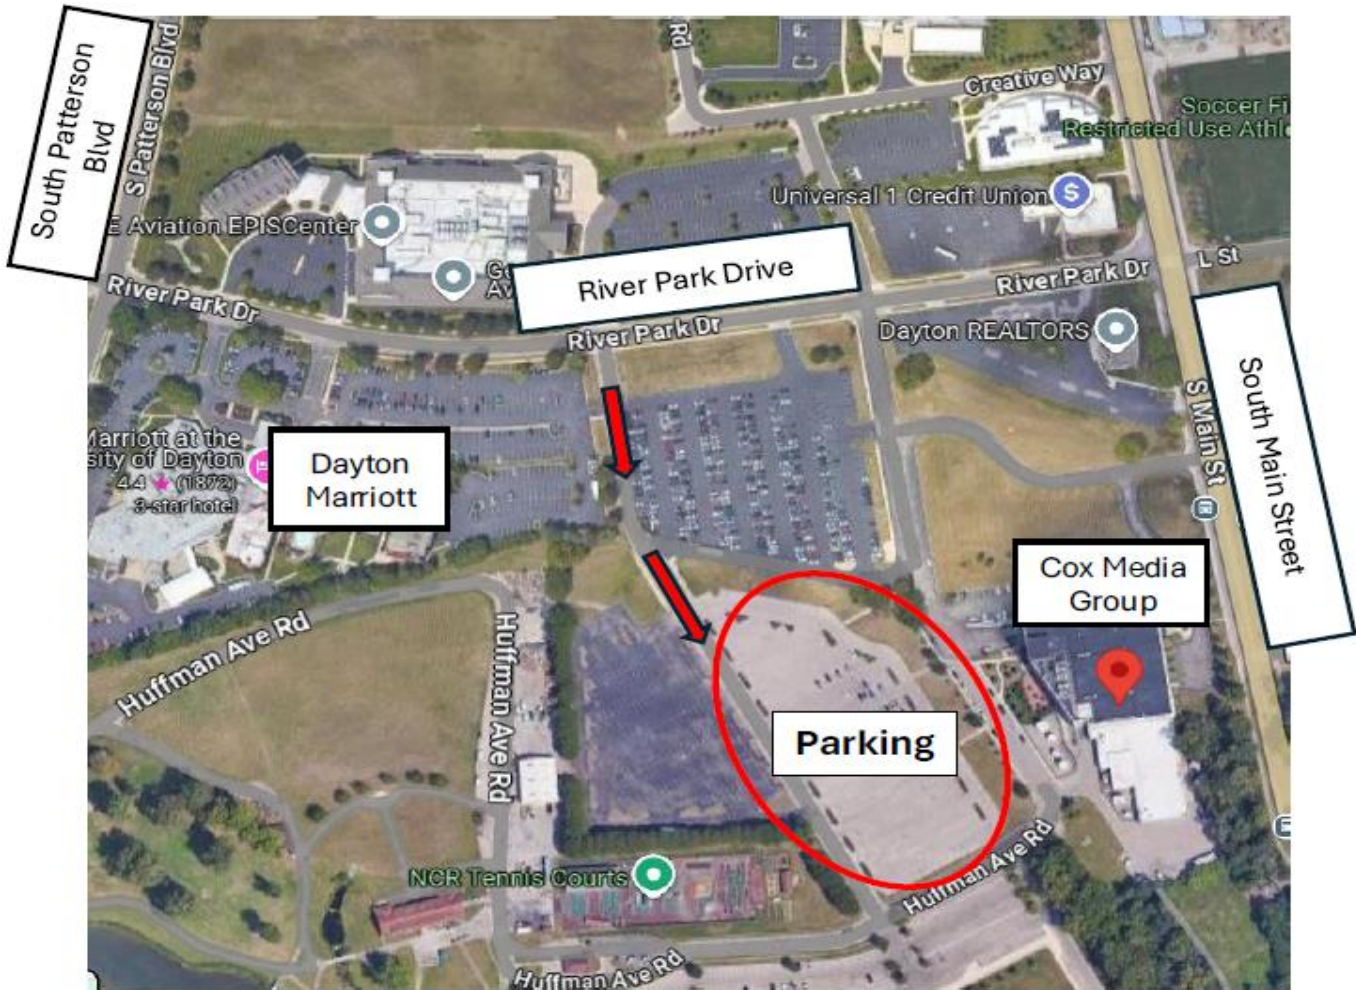 South Patterson
Blvd
S Patterson Blvd
Rd
Creative Way
Soccer Fi
Restricted Use Athl
Universal 1 Credit Union
$
E Aviation EPISCenter
Ge
Av
River Park Drive
River Park Dr
River Park Dr
River Park Dr
L St
Dayton REALTORS
South Main Street
S Main St
Marriott at the
sity of Dayton
4.4 ★ (1872)
3-star hotel
Dayton
Marriott
Cox Media
Group
Huffman Ave Rd
Huffman Ave Rd
Parking
NCR Tennis Courts
Huffman Ave Rd
Huffman Ave Rd